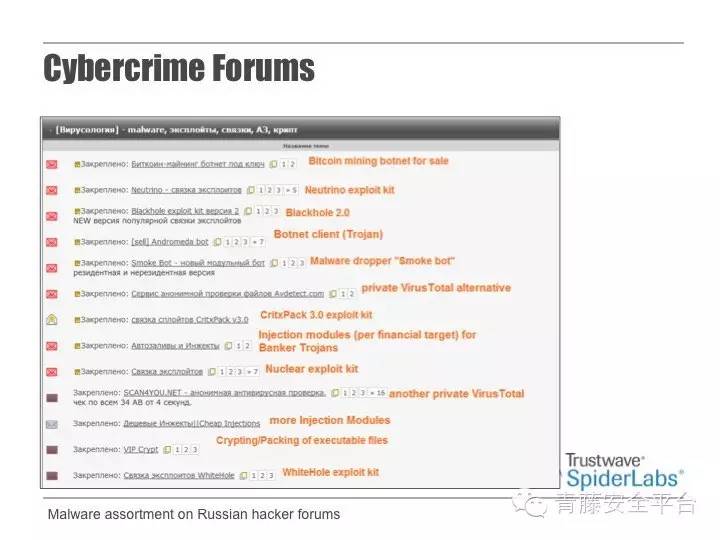 Cybercrime Forums
[Вирусология] - malware, эксплойты, связки, АЗ, крипт
Название темы
Закреплено: Биткоин-майнинг ботнет под ключ 1 2 Bitcoin mining botnet for sale
Закреплено: Neutrino - связка эксплоитов 1 2 3 » 5 Neutrino exploit kit
Закреплено: Blackhole exploit kit версия 2 1 2 3 Blackhole 2.0
NEW версия популярной связки эксплойтов
Закреплено: [sell] Andromeda bot 1 2 3 » 7 Botnet client (Trojan)
Закреплено: Smoke Bot - новый модульный бот 1 2 3 Malware dropper "Smoke bot"
резидентная и нерезидентная версия
Закреплено: Сервис анонимной проверки файлов Avdetect.com 1 2 private VirusTotal alternative
Закреплено: связка сплоитов CritxPack v3.0 CritxPack 3.0 exploit kit
Закреплено: Автозаливы и Инжекты 1 2 Injection modules (per financial target) for
Banker Trojans
Закреплено: Связка эксплойтов 1 2 3 » 7 Nuclear exploit kit
Закреплено: SCAN4YOU.NET - анонимная антивирусная проверка. 1 2 3 » 16 another private VirusTotal
чек по всем 34 АВ от 4 секунд.
Закреплено: Дешевые Инжекты||Cheap Injections more Injection Modules
Закреплено: VIP Crypt 1 2 3 Crypting/Packing of executable files
Закреплено: Связка эксплоитов WhiteHole 1 2 3 WhiteHole exploit kit
Trustwave®
SpiderLabs®
青藤安全平台
Malware assortment on Russian hacker forums